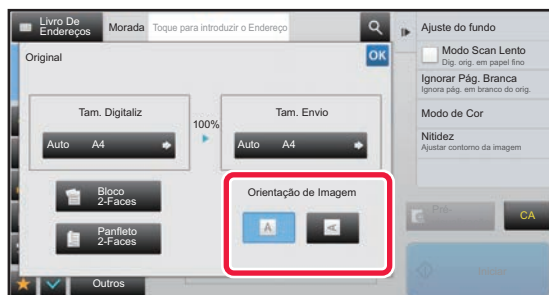 Livro De
Endereços
Morada
Toque para introduzir o Endereço
Original
OK
Tam. Digitaliz
100%
Tam. Envio
Auto A4
Auto A4
Bloco
2-Faces
Orientação de Imagem
A
A
Panfleto
2-Faces
Outros
Ajuste do fundo
Modo Scan Lento
Dig. orig. em papel fino
Ignorar Pág. Branca
Ignora pág. em branco do orig.
Modo de Cor
Nitidez
Ajustar contorno da imagem
CA